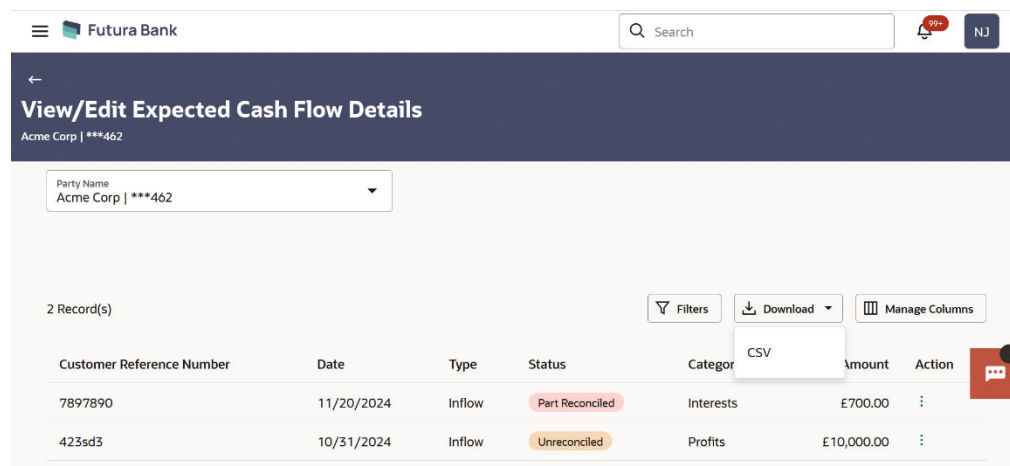 Futura Bank
Search
99+
NJ
View/Edit Expected Cash Flow Details
Acme Corp | ***462
Party Name
Acme Corp | ***462
2 Record(s)
Filters
Download
Manage Columns
CSV
Customer Reference Number Date Type Status Categor Amount Action
7897890 11/20/2024 Inflow Part Reconciled Interests £700.00
423sd3 10/31/2024 Inflow Unreconciled Profits £10,000.00